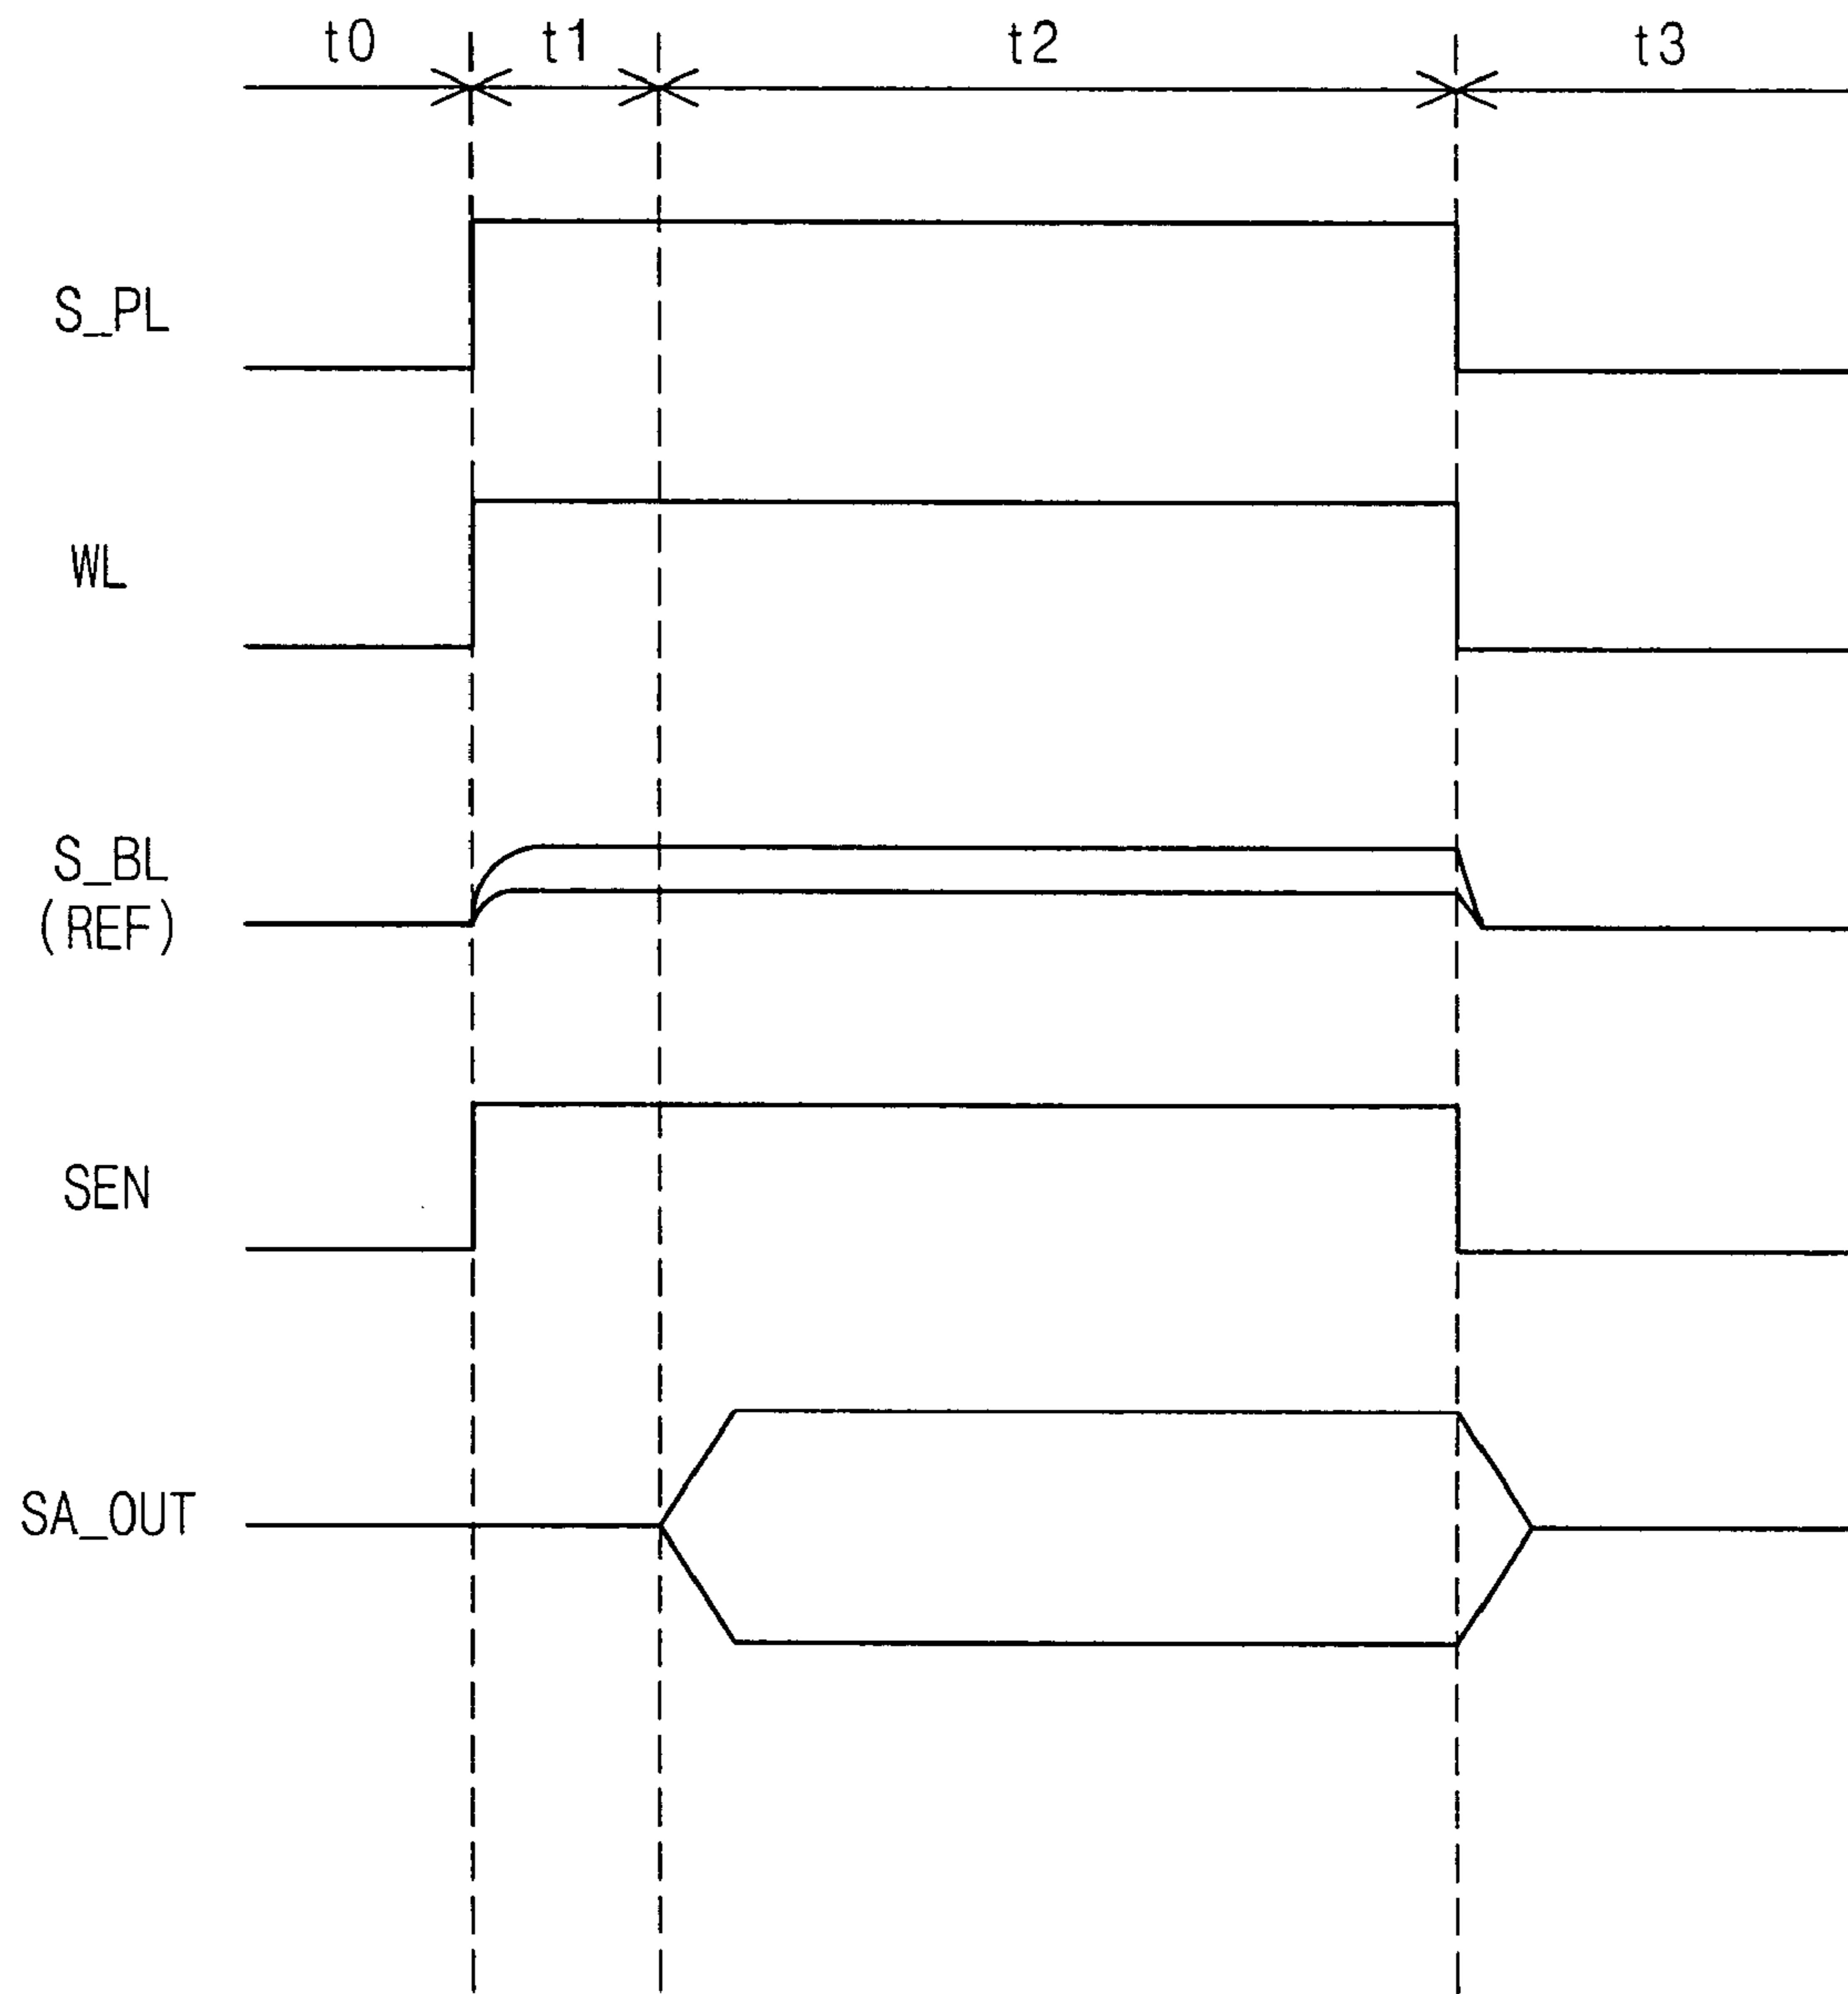 t0 t1 t2 t3
S_PL
WL
S_BL
(REF)
SEN
SA_OUT